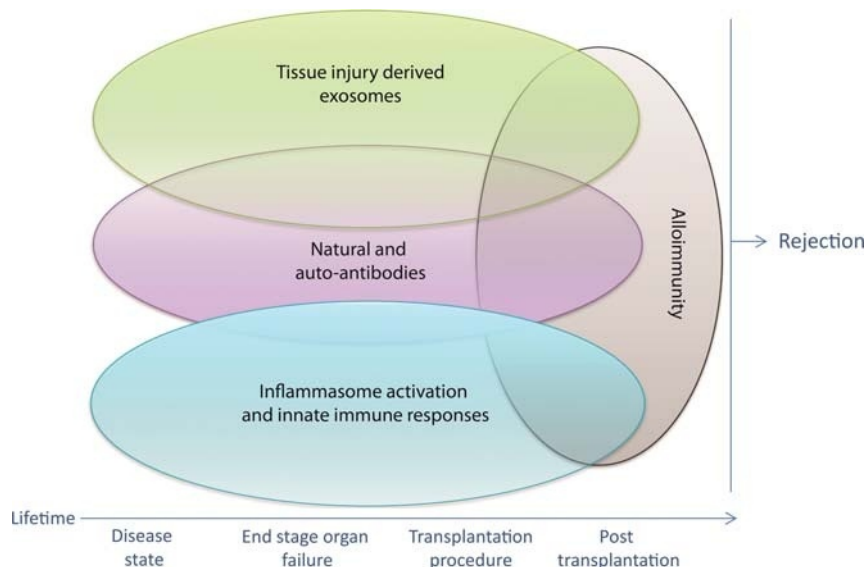 Tissue injury derived
exosomes
Natural and
auto-antibodies
Alloimmunity
Rejection
Inflammasome activation
and innate immune responses
Lifetime
Disease
state
End stage organ
failure
Transplantation
procedure
Post
transplantation